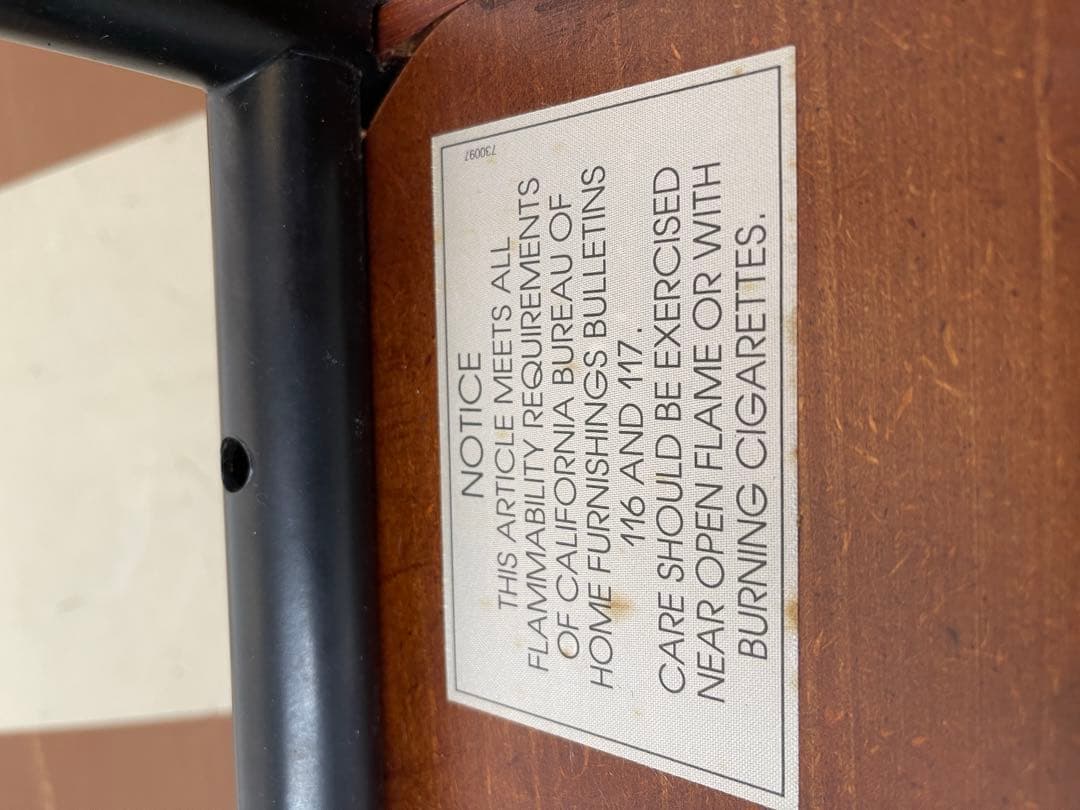 730097
NOTICE
THIS ARTICLE MEETS ALL
FLAMMABILITY REQUIREMENTS
OF CALIFORNIA BUREAU OF
HOME FURNISHINGS BULLETINS
116 AND 117.
CARE SHOULD BE EXERCISED
NEAR OPEN FLAME OR WITH
BURNING CIGARETTES.